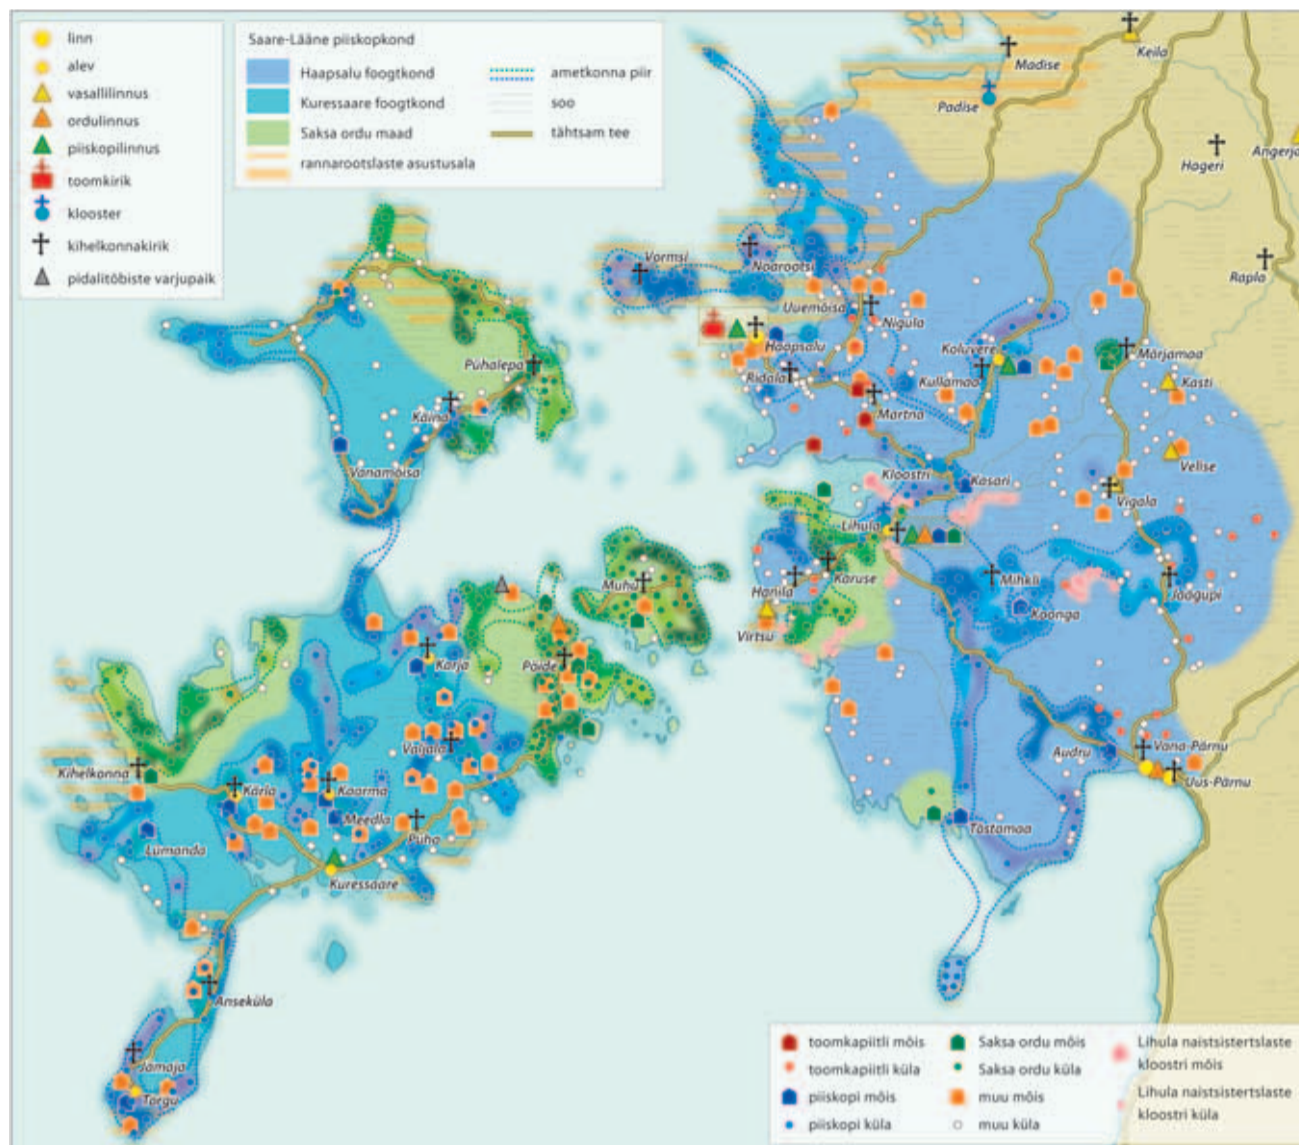 linn
alev
vasallilinnus
ordulinnus
piiskopilinnus
toomkirik
klooster
kihelkonnakirik
pidalitõbiste varjupaik
Saare-Lääne piiskopkond
Haapsalu foogtkond
Kuressaare foogtkond
Saksa ordu maad
rannarootslaste asustusala
ametkonna piir
soo
tähtsam tee
Keila
Madise
Padise
Hageri
Rapla
Vormsi
Noarootsi
Uuemõisa
Nigula
Haapsalu
Ridala
Koluvere
Kullamaa
Märjamaa
Kasti
Martna
Velise
Vigala
Kloostri
Kasari
Lihula
Karuse
Hanila
Virtsu
Mihkli
Koonga
Jaagupi
Audru
Vana-Pärnu
Uus-Pärnu
Tõstamaa
Pühalepa
Käina
Vanamõisa
Muhu
Pöide
Karja
Valjala
Kihelkonna
Kärla
Kaarma
Meedla
Püha
Lümanda
Kuressaare
Anseküla
Jämaja
Torgu
toomkapiitli mõis
toomkapiitli küla
piiskopi mõis
piiskopi küla
Saksa ordu mõis
Saksa ordu küla
muu mõis
muu küla
Lihula naistsistertslaste
kloostri mõis
Lihula naistsistertslaste
kloostri küla